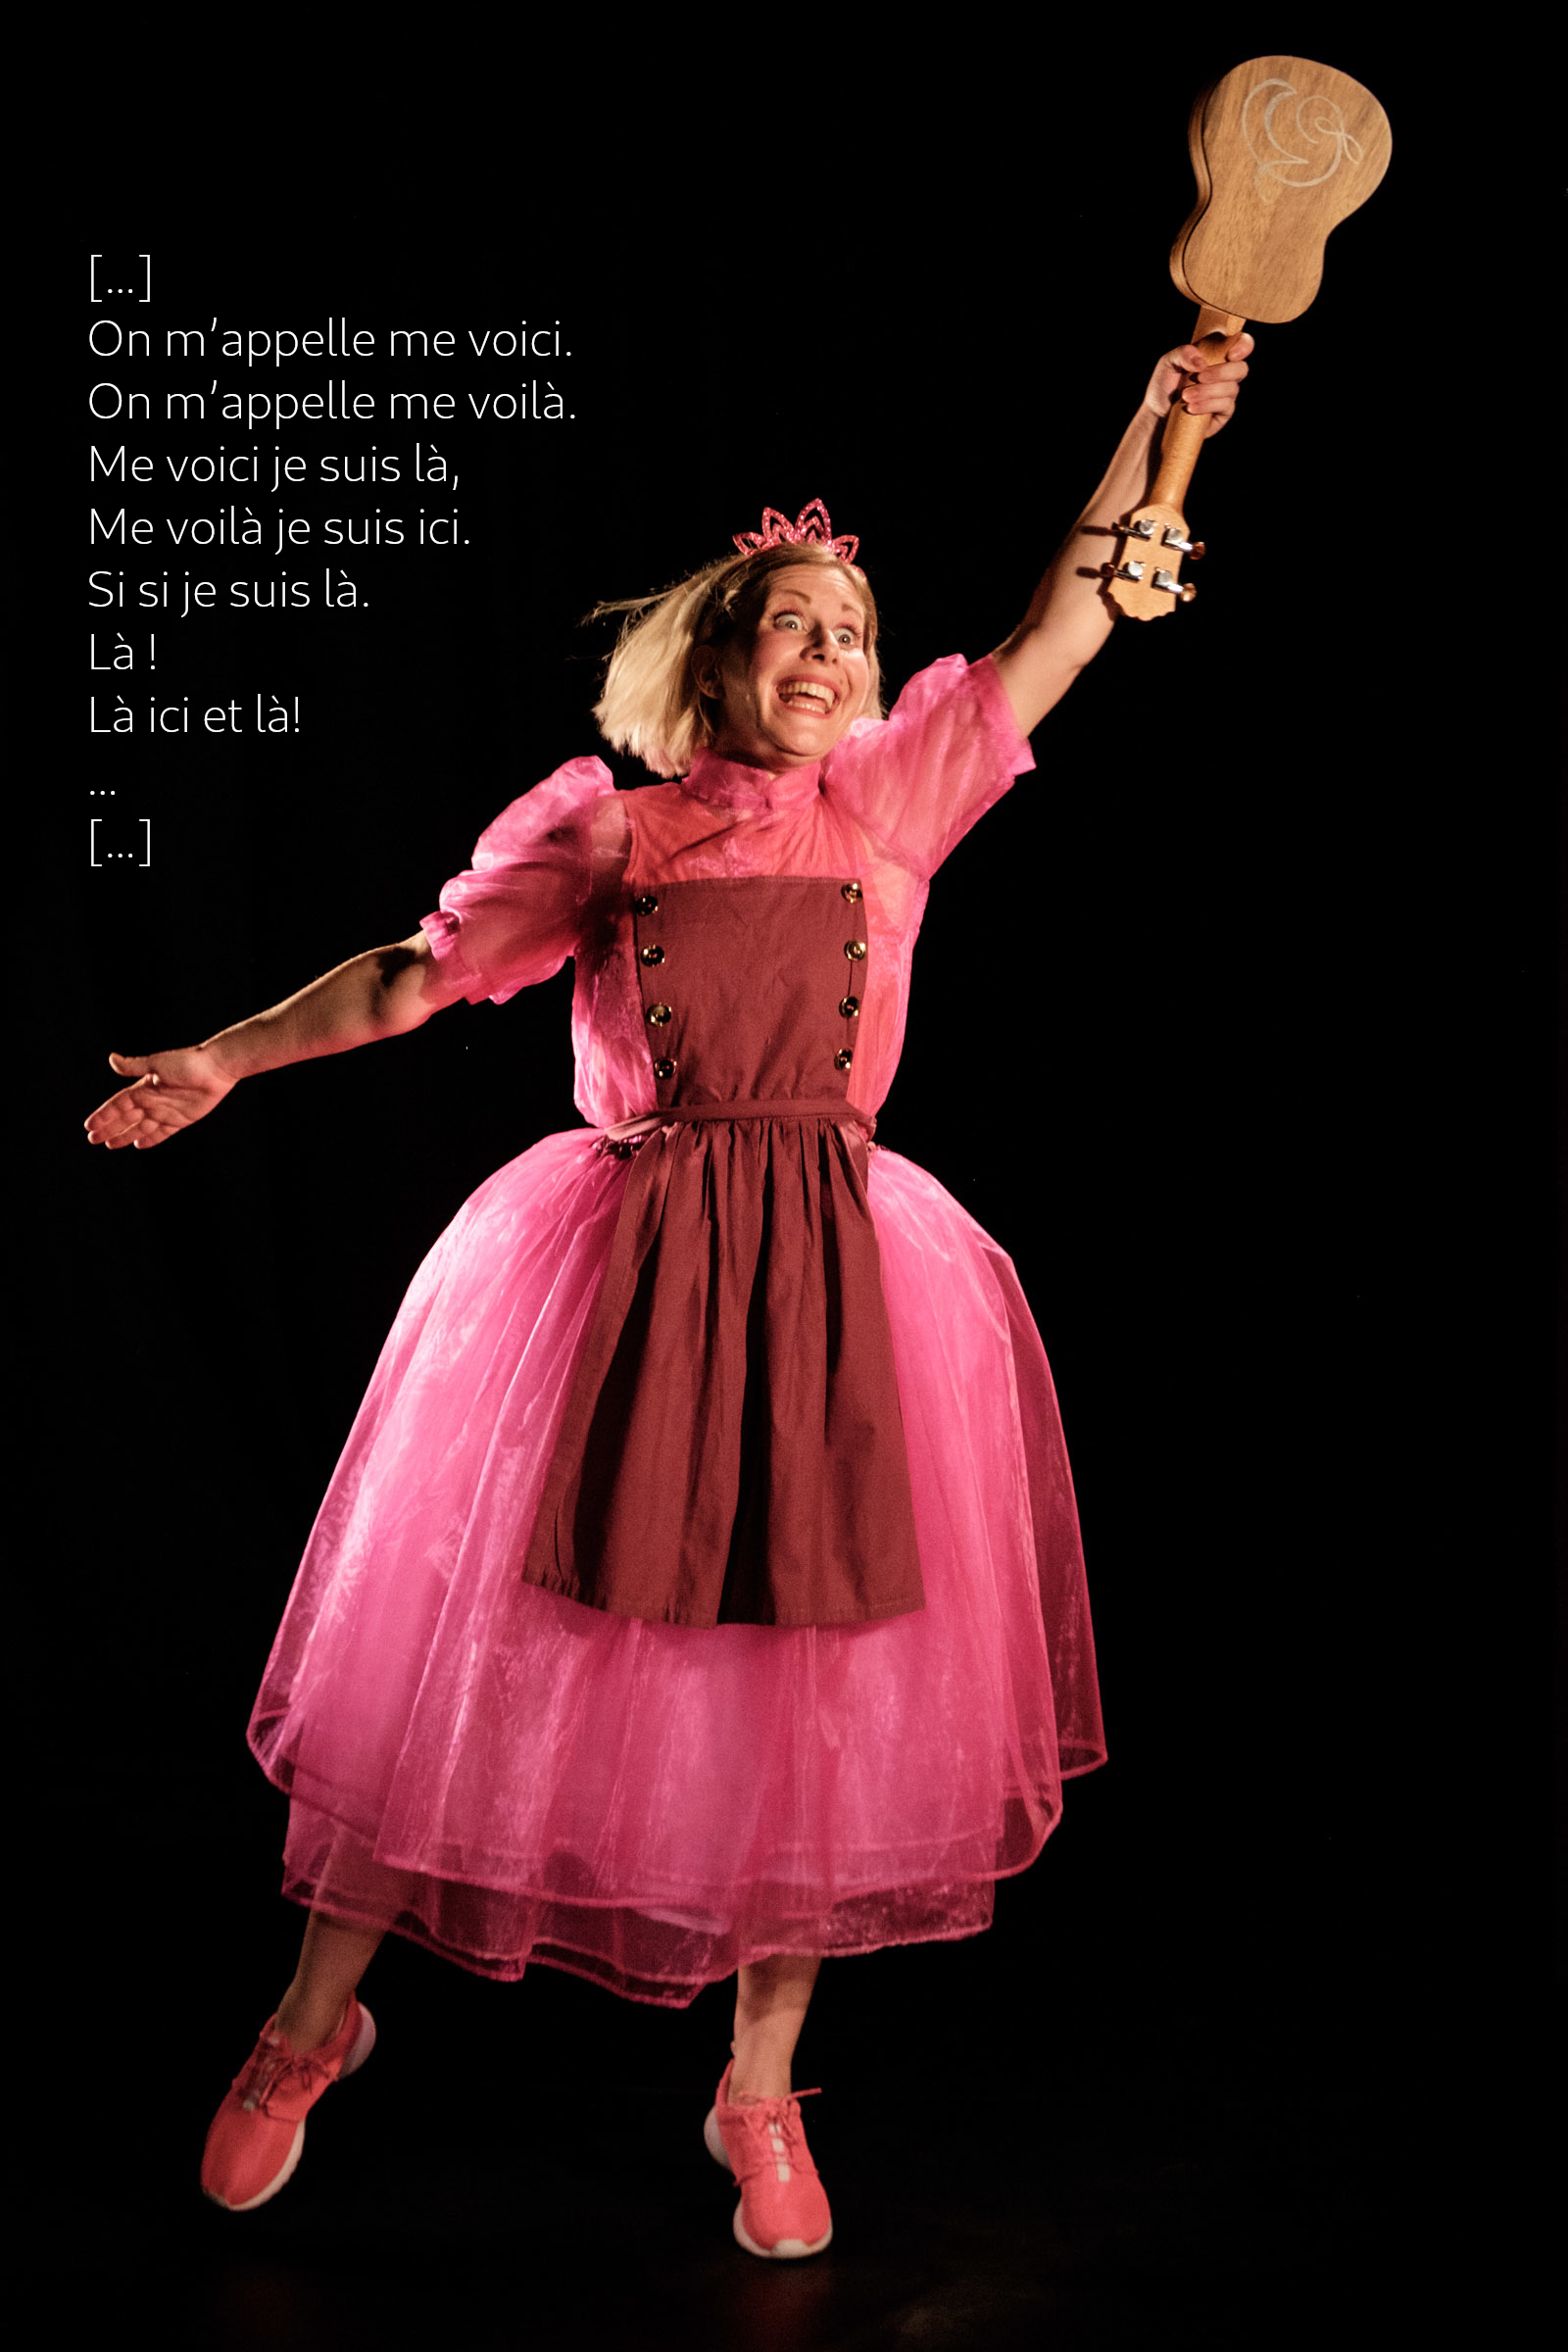 [...]
On m’appelle me voici.
On m’appelle me voilà.
Me voici je suis là,
Me voilà je suis ici.
Si si je suis là.
Là !
Là ici et là!
...
[...]